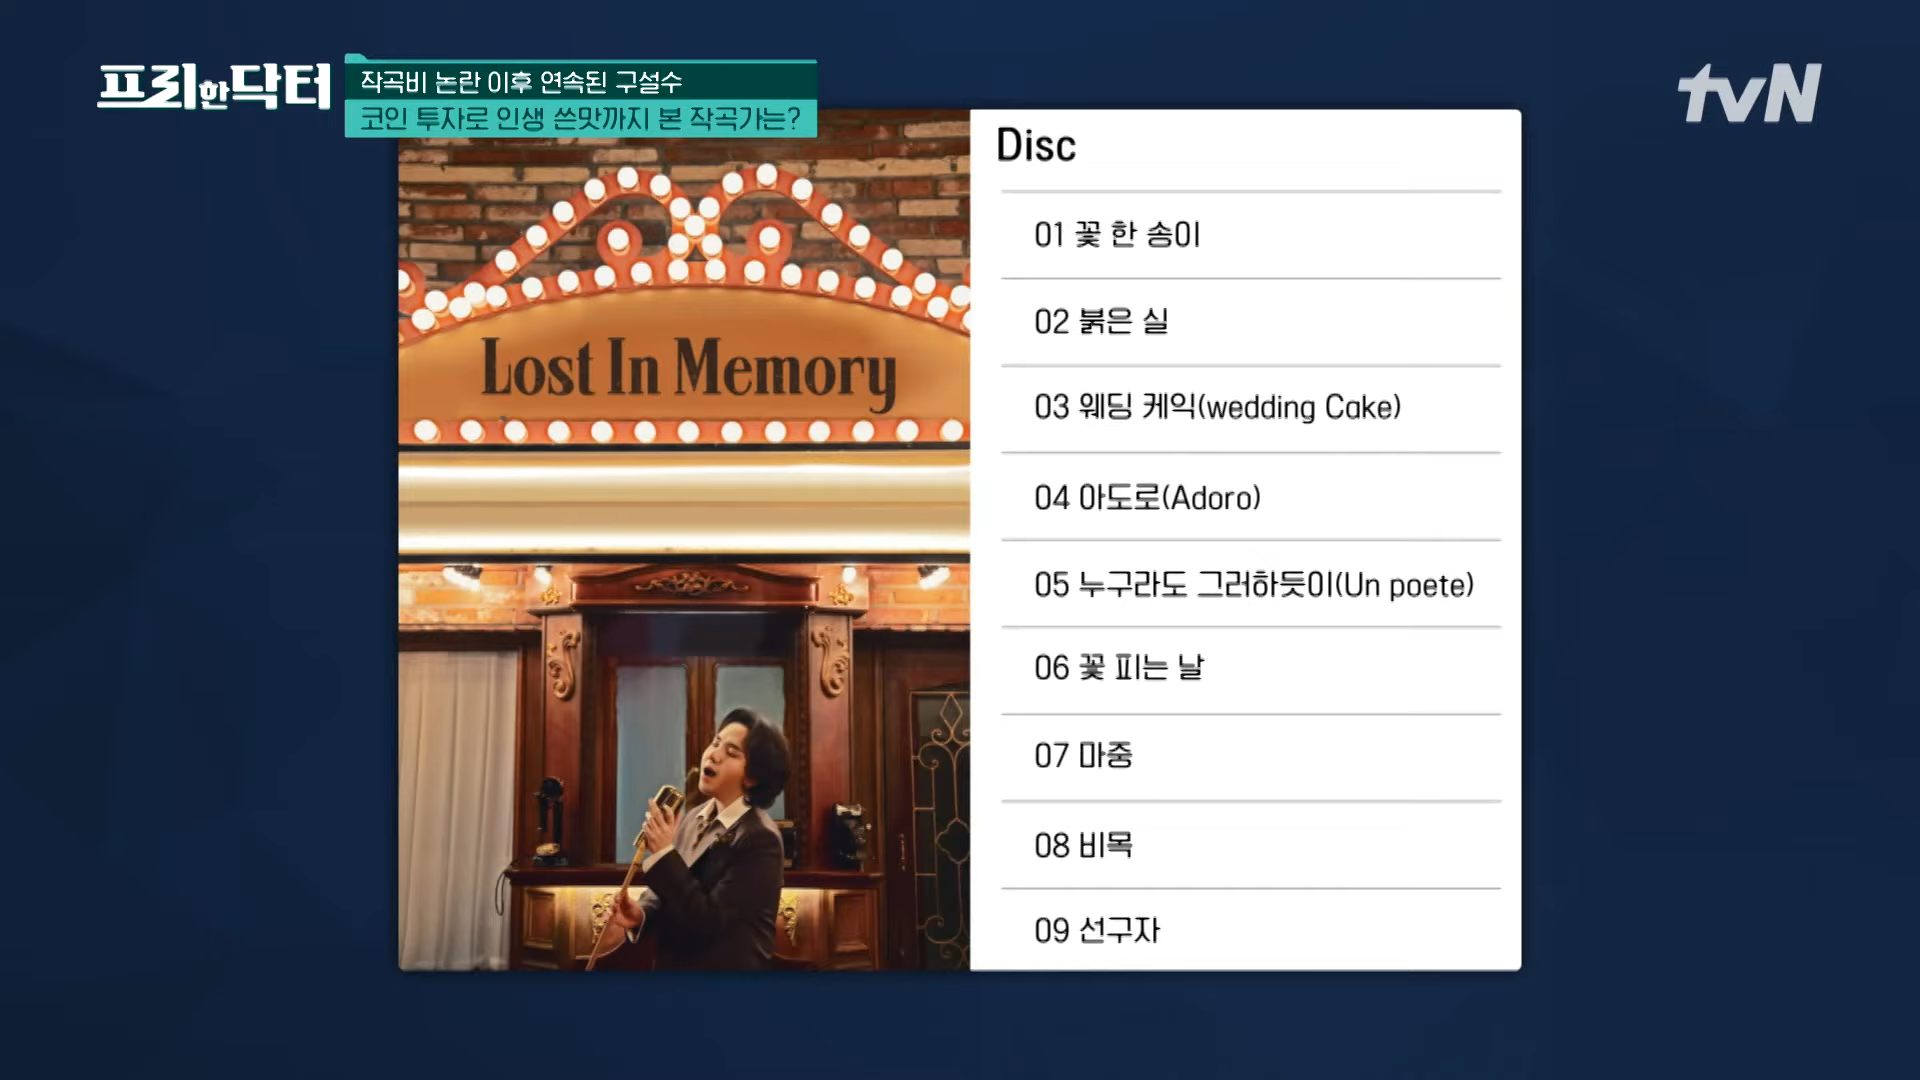 프리한닥터
작곡비 논란 이후 연속된 구설수
코인 투자로 인생 쓴맛까지 본 작곡가는?
tvN
Lost In Memory
Disc
01 꽃 한 송이
02 붉은 실
03 웨딩 케익(wedding Cake)
04 아도로(Adoro)
05 누구라도 그러하듯이(Un poete)
06 꽃 피는 날
07 마중
08 비목
09 선구자